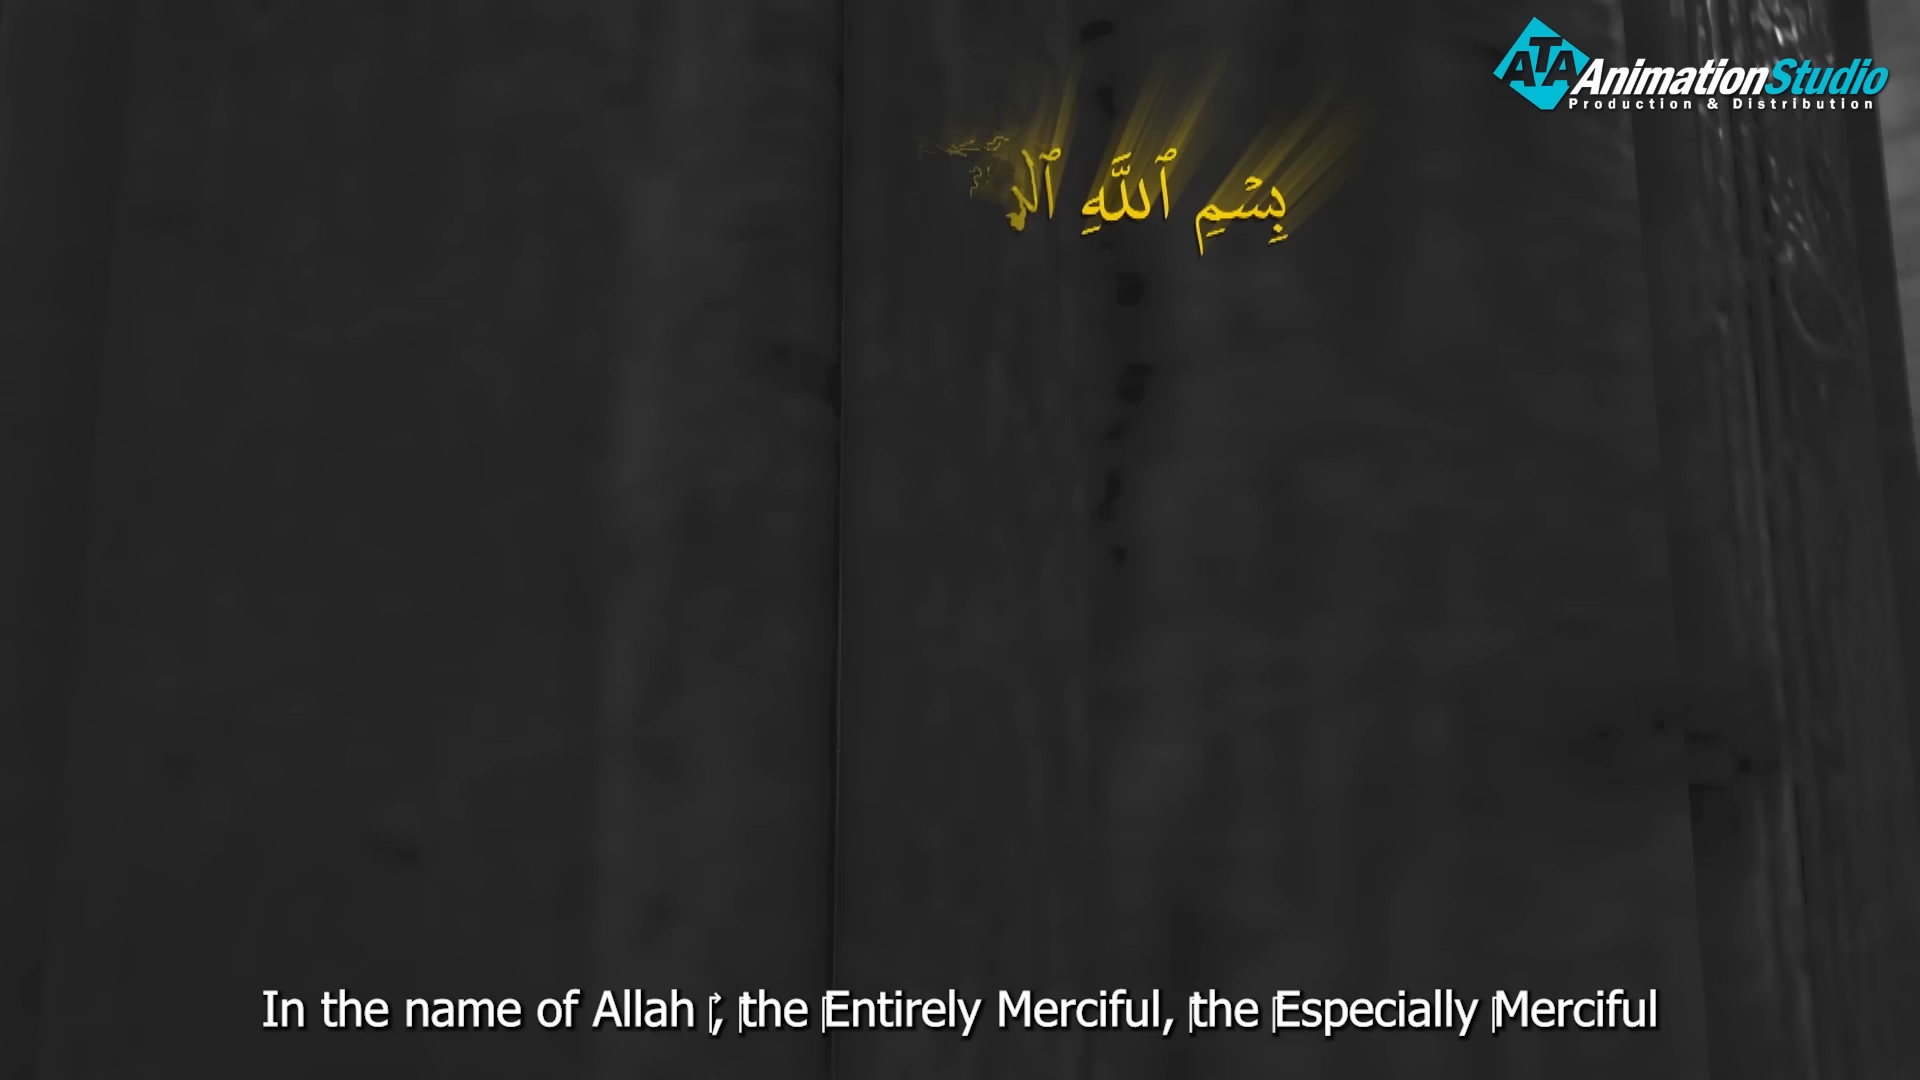 ATA AnimationStudio
Production & Distribution
بِسْمِ ٱللَّهِ
In the name of Allah , the Entirely Merciful, the Especially Merciful